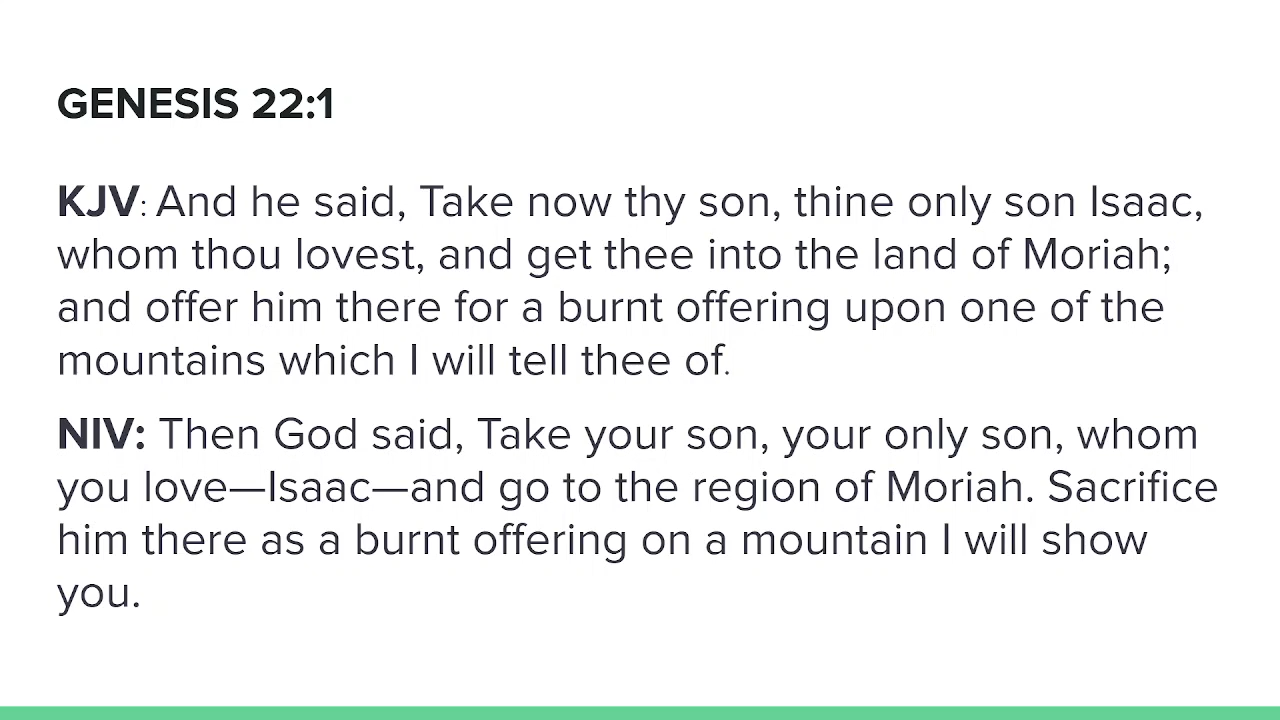 GENESIS 22:1
KJV: And he said, Take now thy son, thine only son Isaac,
whom thou lovest, and get thee into the land of Moriah;
and offer him there for a burnt offering upon one of the
mountains which I will tell thee of.
NIV: Then God said, Take your son, your only son, whom
you love—Isaac—and go to the region of Moriah. Sacrifice
him there as a burnt offering on a mountain I will show
you.